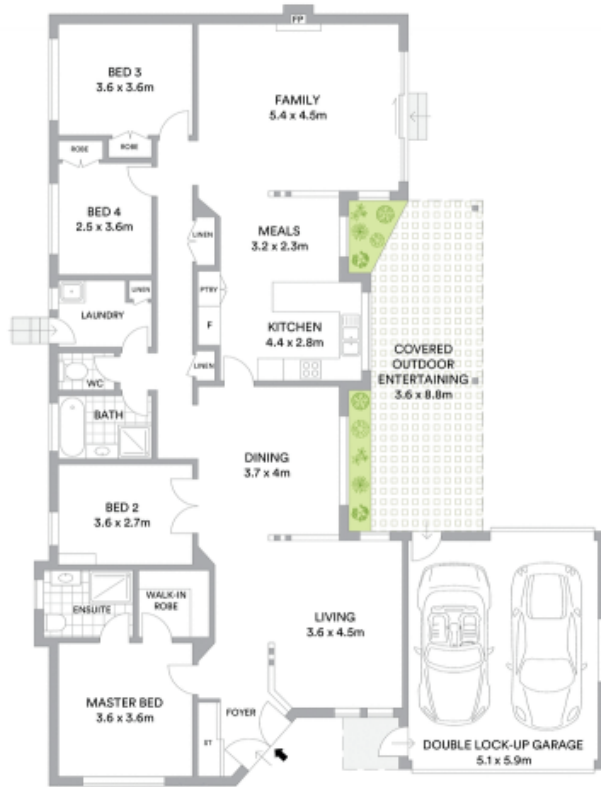 FP
BED 3
3.6 x 3.6m
FAMILY
5.4 x 4.5m
ROBE
ROBE
BED 4
2.5 x 3.6m
LINEN
MEALS
3.2 x 2.3m
LINEN
PTRY
LAUNDRY
F
KITCHEN
4.4 x 2.8m
COVERED
OUTDOOR
ENTERTAINING
3.6 x 8.8m
LINEN
WC
BATH
DINING
3.7 x 4m
BED 2
3.6 x 2.7m
ENSUITE
WALK-IN
ROBE
LIVING
3.6 x 4.5m
MASTER BED
3.6 x 3.6m
FOYER
ST
DOUBLE LOCK-UP GARAGE
5.1 x 5.9m